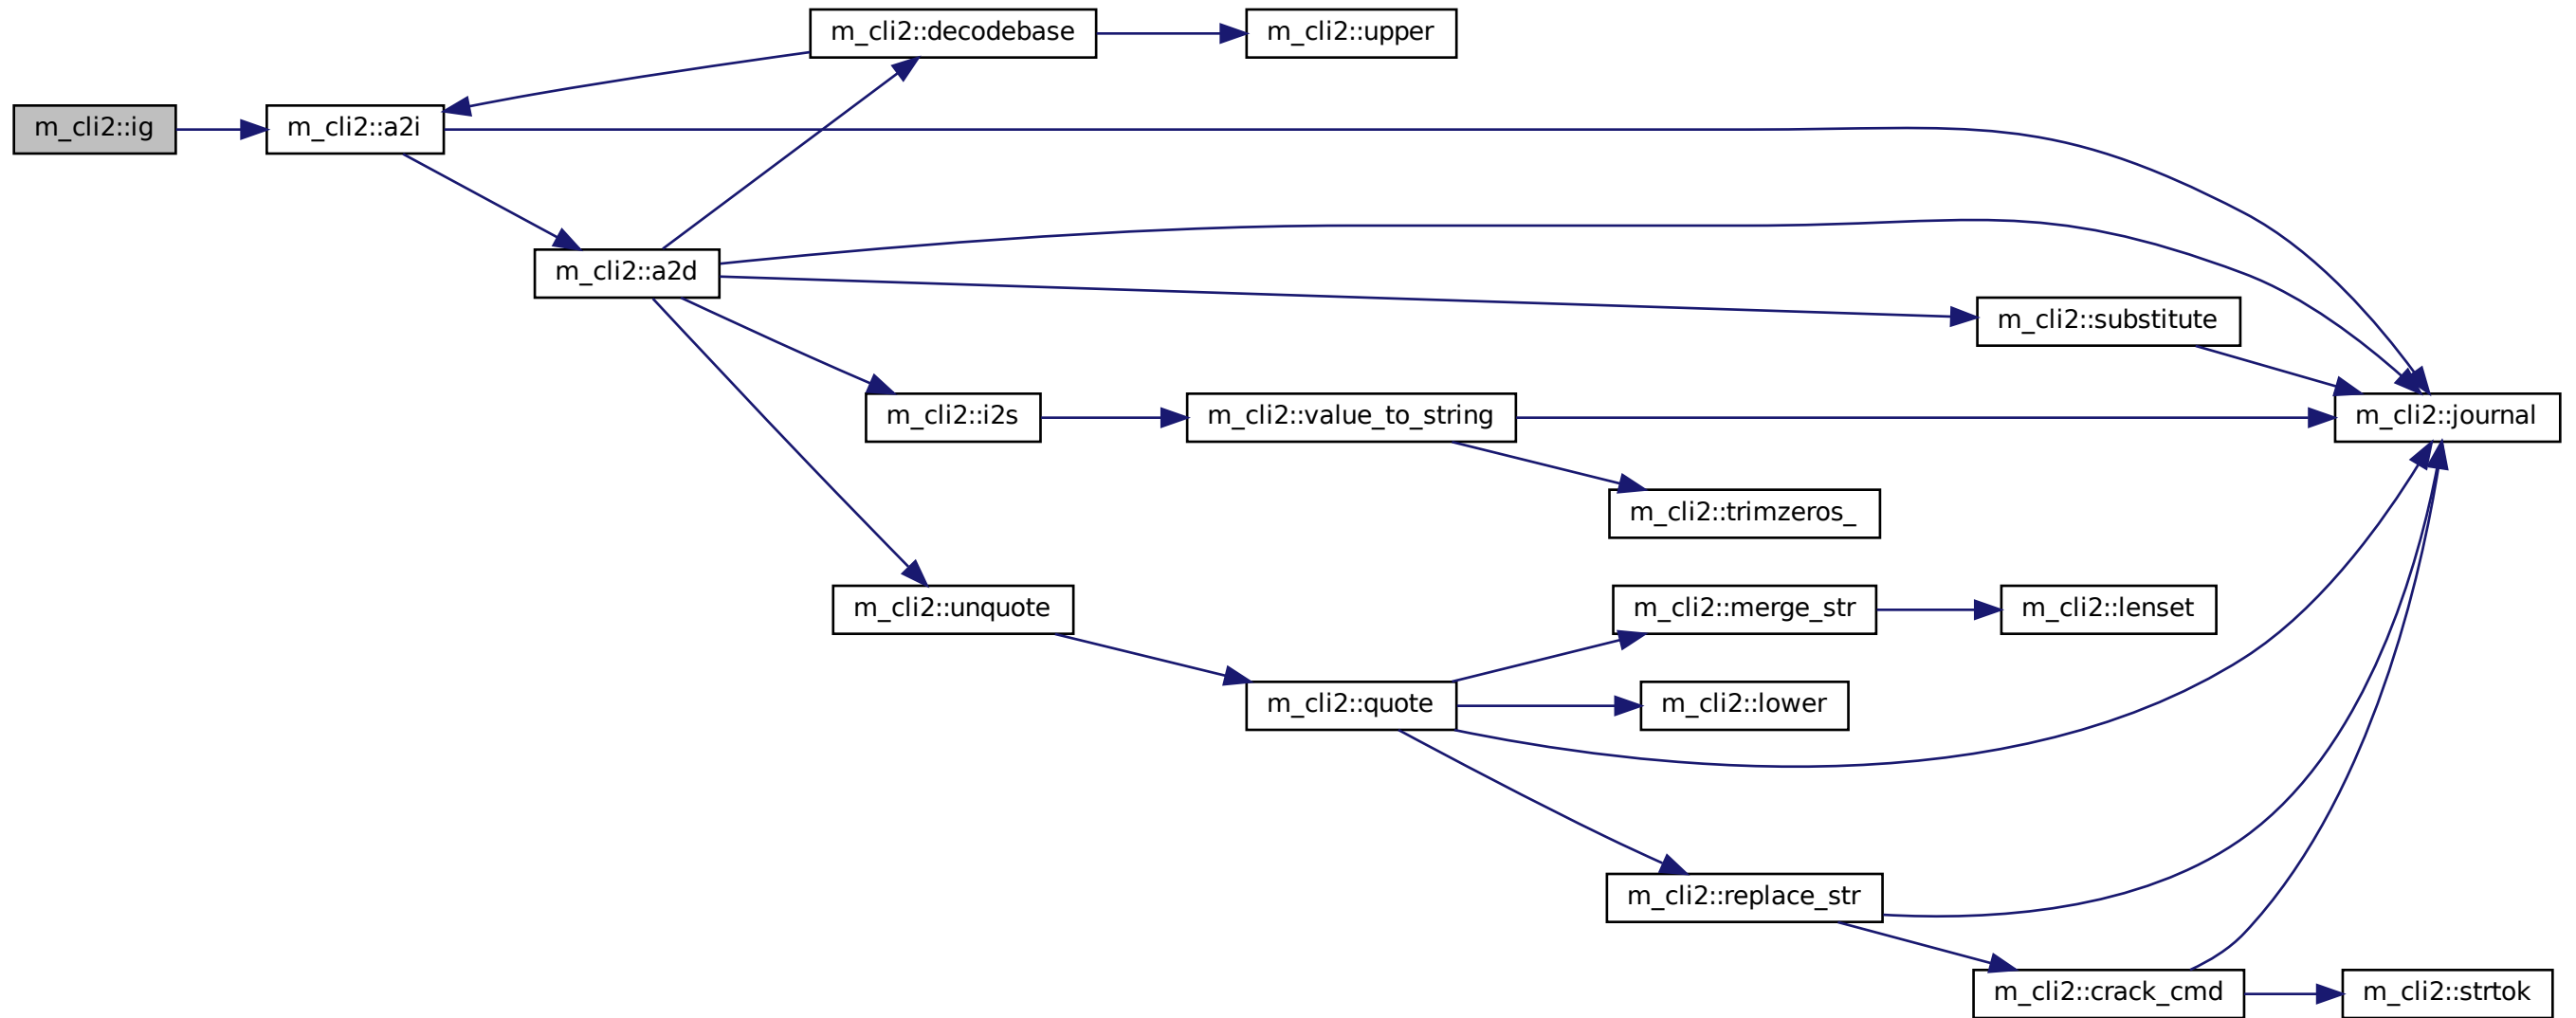 m_cli2::decodebase
m_cli2::upper
m_cli2::ig
m_cli2::a2i
m_cli2::a2d
m_cli2::substitute
m_cli2::i2s
m_cli2::value_to_string
m_cli2::journal
m_cli2::trimzeros_
m_cli2::unquote
m_cli2::merge_str
m_cli2::lenset
m_cli2::quote
m_cli2::lower
m_cli2::replace_str
m_cli2::crack_cmd
m_cli2::strtok